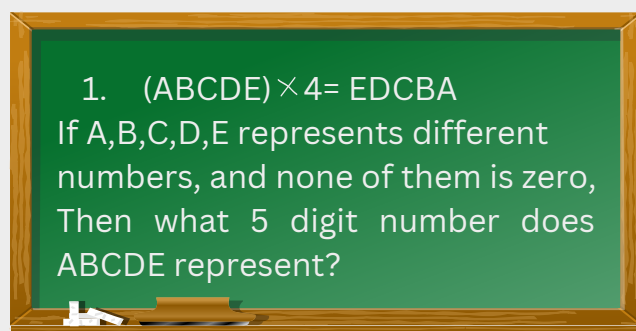 1. (ABCDE)×4= EDCBA
If A,B,C,D,E represents different
numbers, and none of them is zero,
Then what 5 digit number does
ABCDE represent?